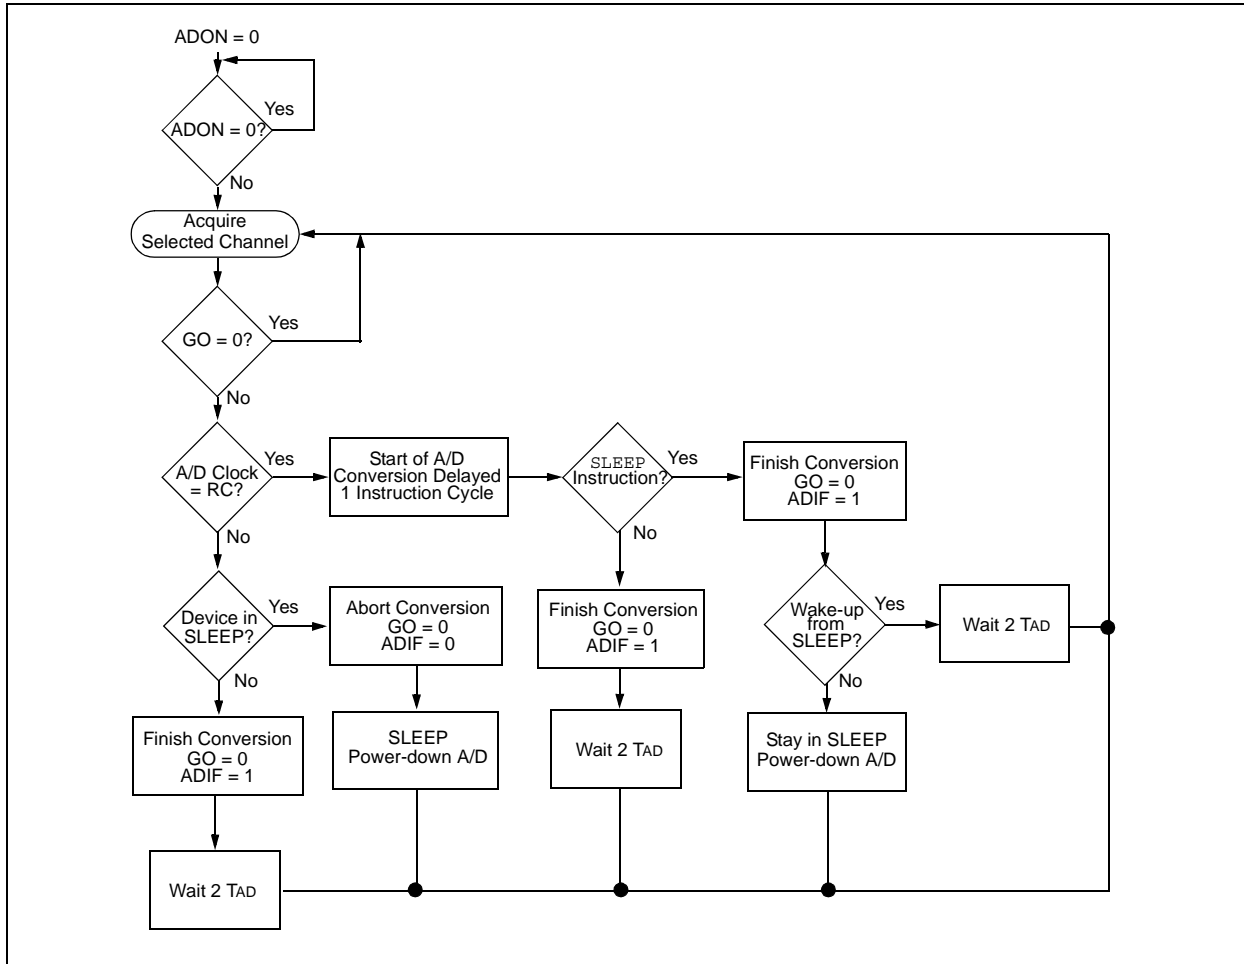 ADON = 0
Yes
ADON = 0?
No
Acquire
Selected Channel
Yes
GO = 0?
No
Yes
A/D Clock
= RC?
No
Start of A/D
Conversion Delayed
1 Instruction Cycle
SLEEP
Instruction?
Yes
No
Finish Conversion
GO = 0
ADIF = 1
Device in
SLEEP?
Yes
No
Abort Conversion
GO = 0
ADIF = 0
Finish Conversion
GO = 0
ADIF = 1
Wake-up
from
SLEEP?
Yes
No
Wait 2 TAD
Finish Conversion
GO = 0
ADIF = 1
SLEEP
Power-down A/D
Wait 2 TAD
Stay in SLEEP
Power-down A/D
Wait 2 TAD